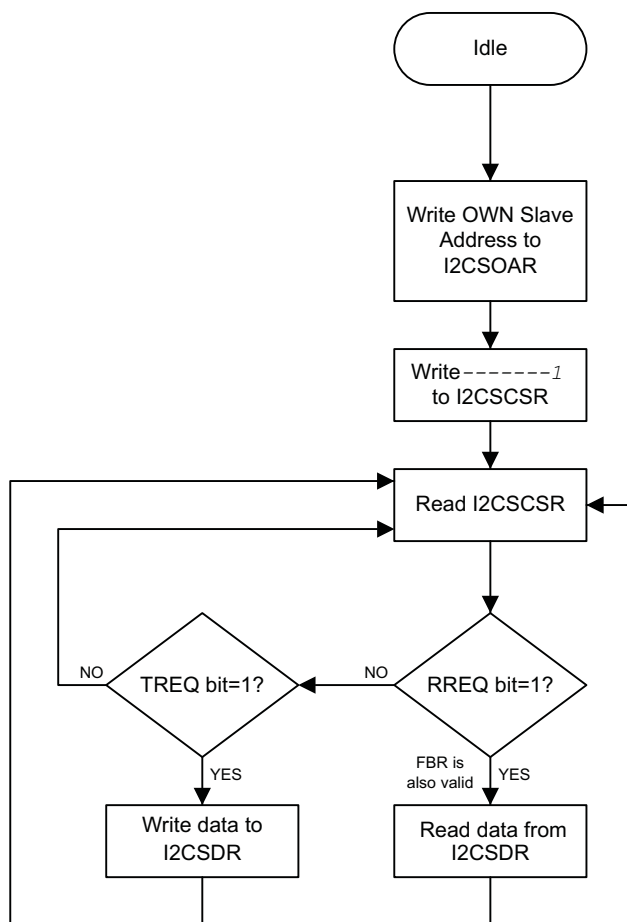 Idle
Write OWN Slave
Address to
I2CSOAR
Write -------1
to I2CSCSR
Read I2CSCSR
NO
TREQ bit=1?
NO
RREQ bit=1?
YES
FBR is
also valid
YES
Write data to
I2CSDR
Read data from
I2CSDR